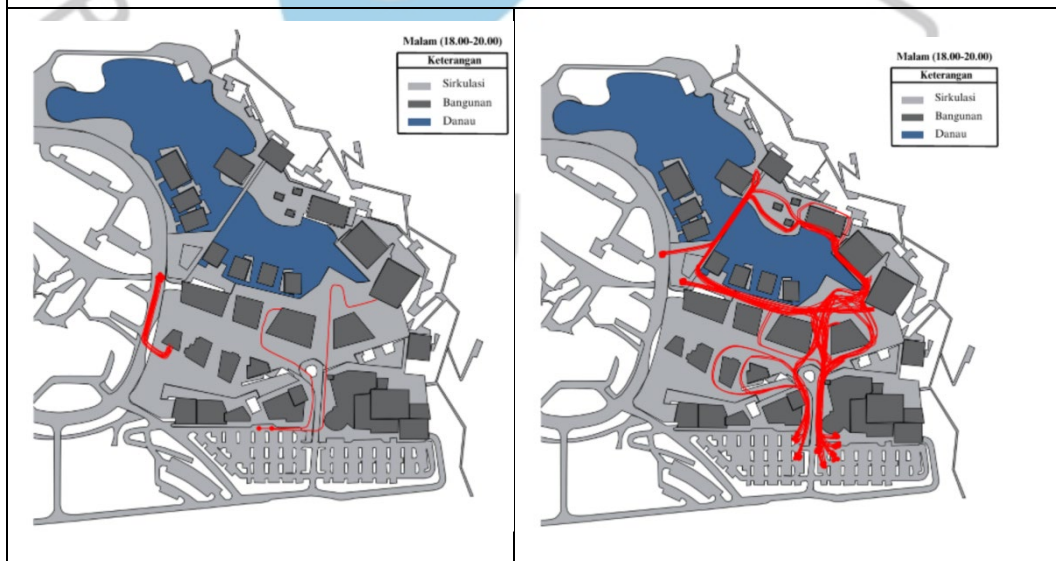 Malam (18.00-20.00)
Keterangan
Sirkulasi
Bangunan
Danau
Malam (18.00-20.00)
Keterangan
Sirkulasi
Bangunan
Danau